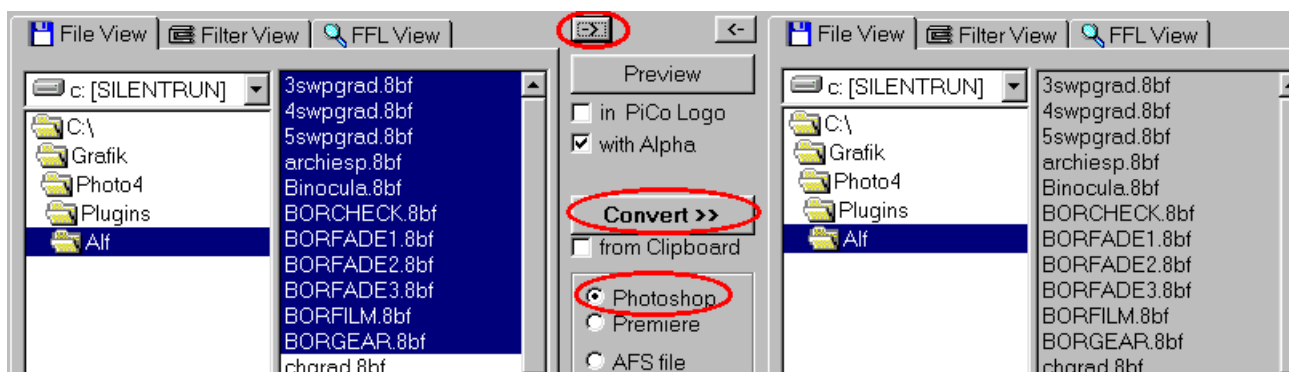 File View
Filter View
FFL View
c: [SILENTRUN]
C:\
Grafik
Photo4
Plugins
Alf
3swpgrad.8bf
4swpgrad.8bf
5swpgrad.8bf
archiesp.8bf
Binocula.8bf
BORCHECK.8bf
BORFADE1.8bf
BORFADE2.8bf
BORFADE3.8bf
BORFILM.8bf
BORGEAR.8bf
chgrad.8bf
->
<-
Preview
in PiCo Logo
with Alpha
Convert >>
from Clipboard
Photoshop
Premiere
AFS file
File View
Filter View
FFL View
c: [SILENTRUN]
C:\
Grafik
Photo4
Plugins
Alf
3swpgrad.8bf
4swpgrad.8bf
5swpgrad.8bf
archiesp.8bf
Binocula.8bf
BORCHECK.8bf
BORFADE1.8bf
BORFADE2.8bf
BORFADE3.8bf
BORFILM.8bf
BORGEAR.8bf
chgrad.8bf